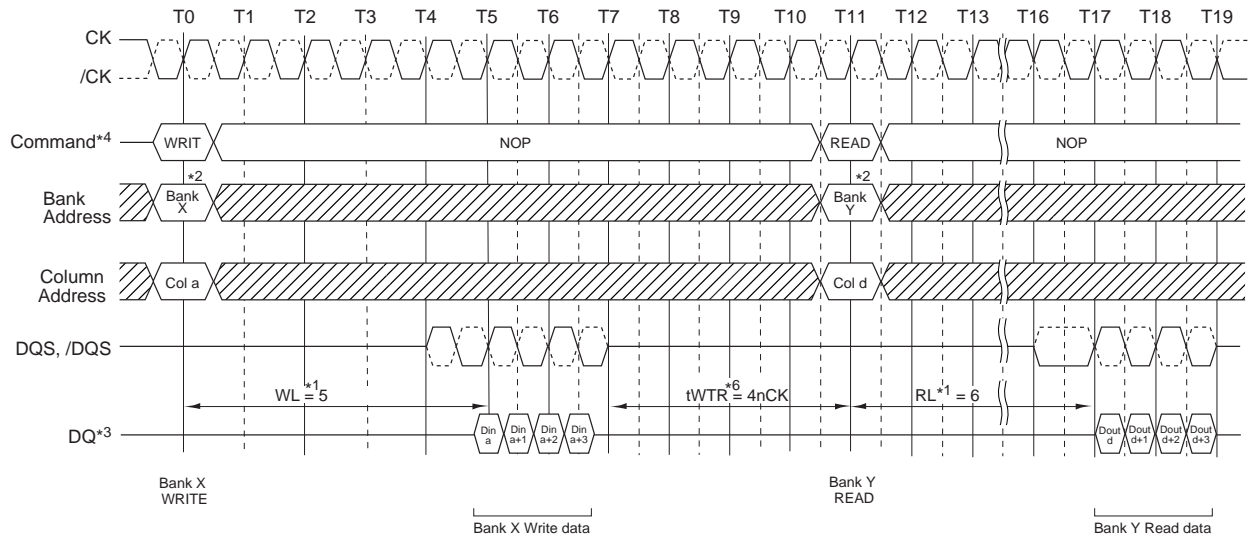 T0 T1 T2 T3 T4 T5 T6 T7 T8 T9 T10 T11 T12 T13 T16 T17 T18 T19
CK
/CK
Command*4 WRIT NOP READ NOP
*2 *2
Bank Address Bank X Bank Y
Column Address Col a Col d
DQS, /DQS
WL*1 = 5 tWTR*6 = 4nCK RL*1 = 6
DQ*3 Din a Din a+1 Din a+2 Din a+3 Dout d Dout d+1 Dout d+2 Dout d+3
Bank X WRITE Bank Y READ
Bank X Write data Bank Y Read data